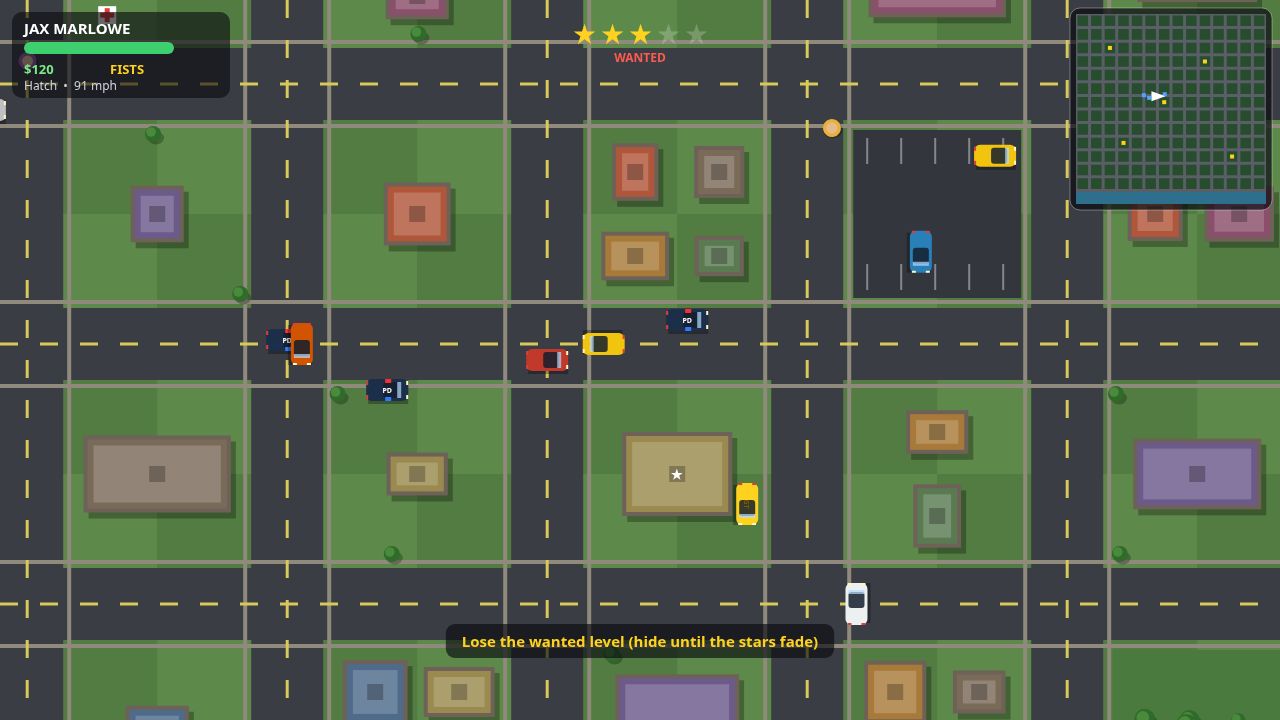 JAX MARLOWE
$120 FISTS
Hatch • 91 mph
WANTED
PD
PD
PD
Lose the wanted level (hide until the stars fade)